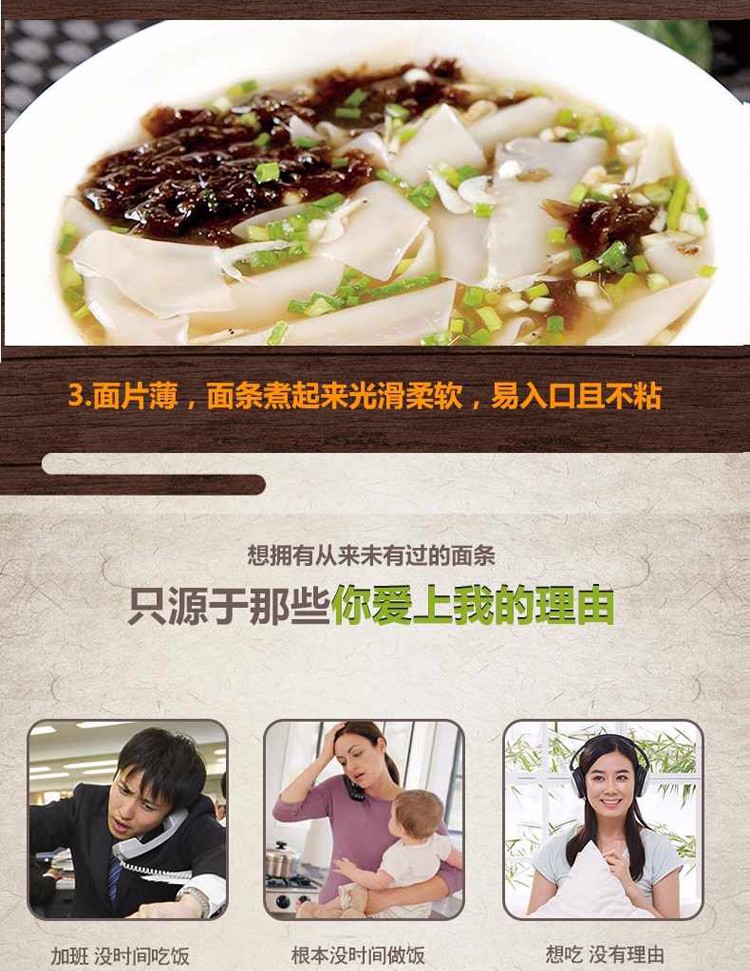 3.面片薄，面条煮起来光滑柔软，易入口且不粘
想拥有从来未有过的面条
只源于那些你爱上我的理由
加班 没时间吃饭
根本没时间做饭
想吃 没有理由